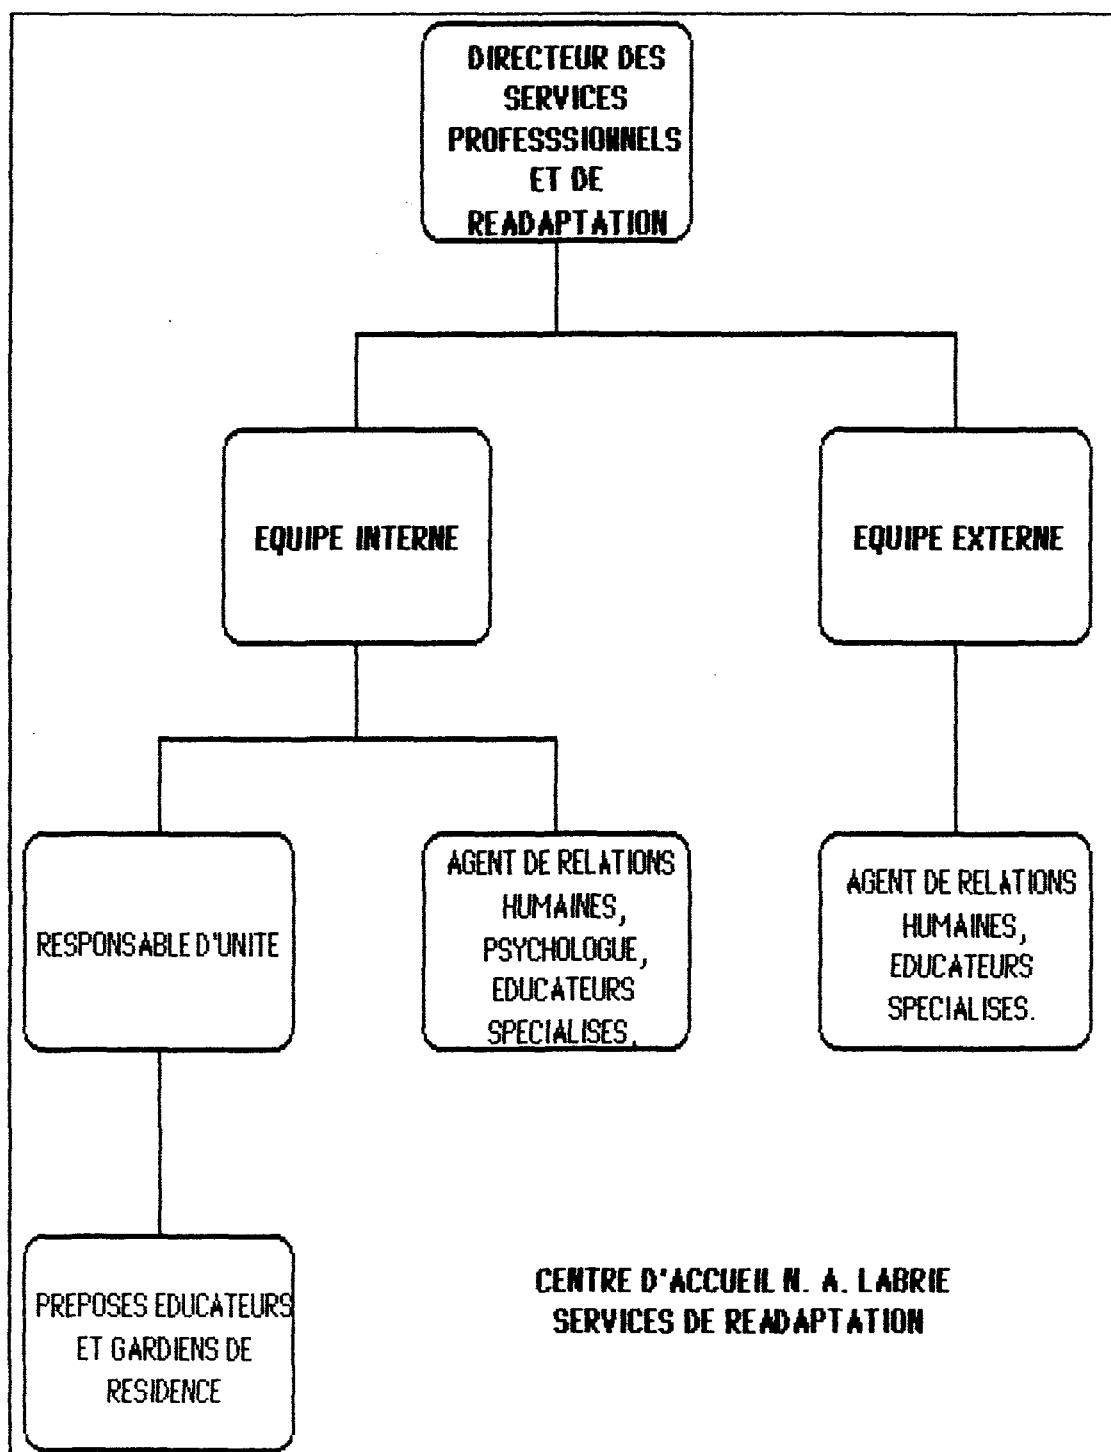 DIRECTEUR DES
SERVICES
PROFESSSIONNELS
ET DE
READAPTATION
EQUIPE INTERNE
EQUIPE EXTERNE
RESPONSABLE D'UNITE
AGENT DE RELATIONS
HUMAINES,
PSYCHOLOGUE,
EDUCATEURS
SPECIALISES,
AGENT DE RELATIONS
HUMAINES,
EDUCATEURS
SPECIALISES.
PREPOSES EDUCATEURS
ET GARDIENS DE
RESIDENCE
CENTRE D'ACCUEIL N. A. LABRIE
SERVICES DE READAPTATION